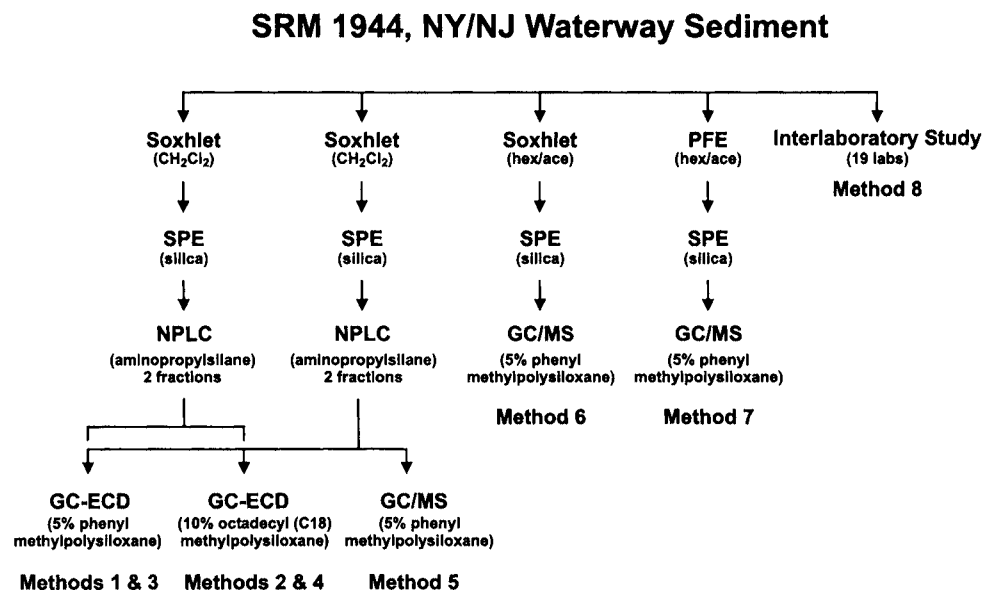 SRM 1944, NY/NJ Waterway Sediment
Soxhlet
(CH₂Cl₂)
Soxhlet
(CH₂Cl₂)
Soxhlet
(hex/ace)
PFE
(hex/ace)
Interlaboratory Study
(19 labs)
Method 8
SPE
(silica)
SPE
(silica)
SPE
(silica)
SPE
(silica)
NPLC
(aminopropylsilane)
2 fractions
NPLC
(aminopropylsilane)
2 fractions
GC/MS
(5% phenyl
methylpolysiloxane)
Method 6
GC/MS
(5% phenyl
methylpolysiloxane)
Method 7
GC-ECD
(5% phenyl
methylpolysiloxane)
Methods 1 & 3
GC-ECD
(10% octadecyl (C18)
methylpolysiloxane)
Methods 2 & 4
GC/MS
(5% phenyl
methylpolysiloxane)
Method 5